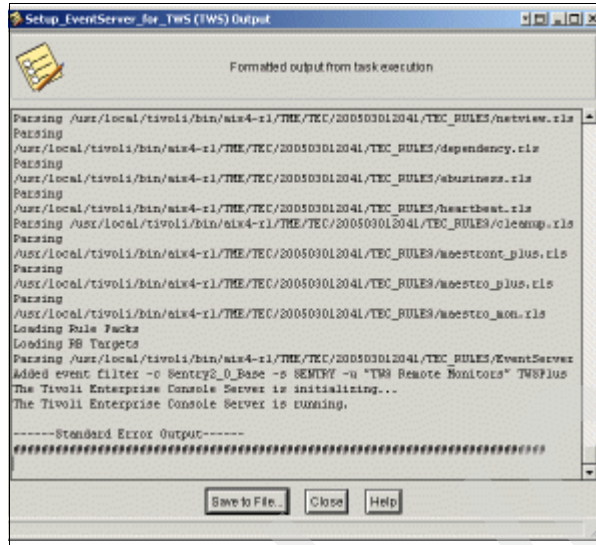 Setup_EventServer_for_TWS (TWS) Output
Formatted output from task execution
Parsing /usr/local/tivoli/bin/aix4-r1/TME/TEC/200503012041/TEC_RULES/netview.rls
Parsing
/usr/local/tivoli/bin/aix4-r1/TME/TEC/200503012041/TEC_RULES/dependency.rls
Parsing
/usr/local/tivoli/bin/aix4-r1/TME/TEC/200503012041/TEC_RULES/ebusiness.rls
Parsing
/usr/local/tivoli/bin/aix4-r1/TME/TEC/200503012041/TEC_RULES/heartbeat.rls
Parsing /usr/local/tivoli/bin/aix4-r1/TME/TEC/200503012041/TEC_RULES/cleanup.rls
Parsing
/usr/local/tivoli/bin/aix4-r1/TME/TEC/200503012041/TEC_RULES/maestront_plus.rls
Parsing
/usr/local/tivoli/bin/aix4-r1/TME/TEC/200503012041/TEC_RULES/maestro_plus.rls
Parsing
/usr/local/tivoli/bin/aix4-r1/TME/TEC/200503012041/TEC_RULES/maestro_mon.rls
Loading Rule Packs
Loading RB Targets
Parsing /usr/local/tivoli/bin/aix4-r1/TME/TEC/200503012041/TEC_RULES/EventServer
Added event filter -c Sentry2_0_Base -s SENTRY -u "TWS Remote Monitors" TWSPlus
The Tivoli Enterprise Console Server is initializing...
The Tivoli Enterprise Console Server is running.
------Standard Error Output------
################################################################################
Save to File...
Close
Help